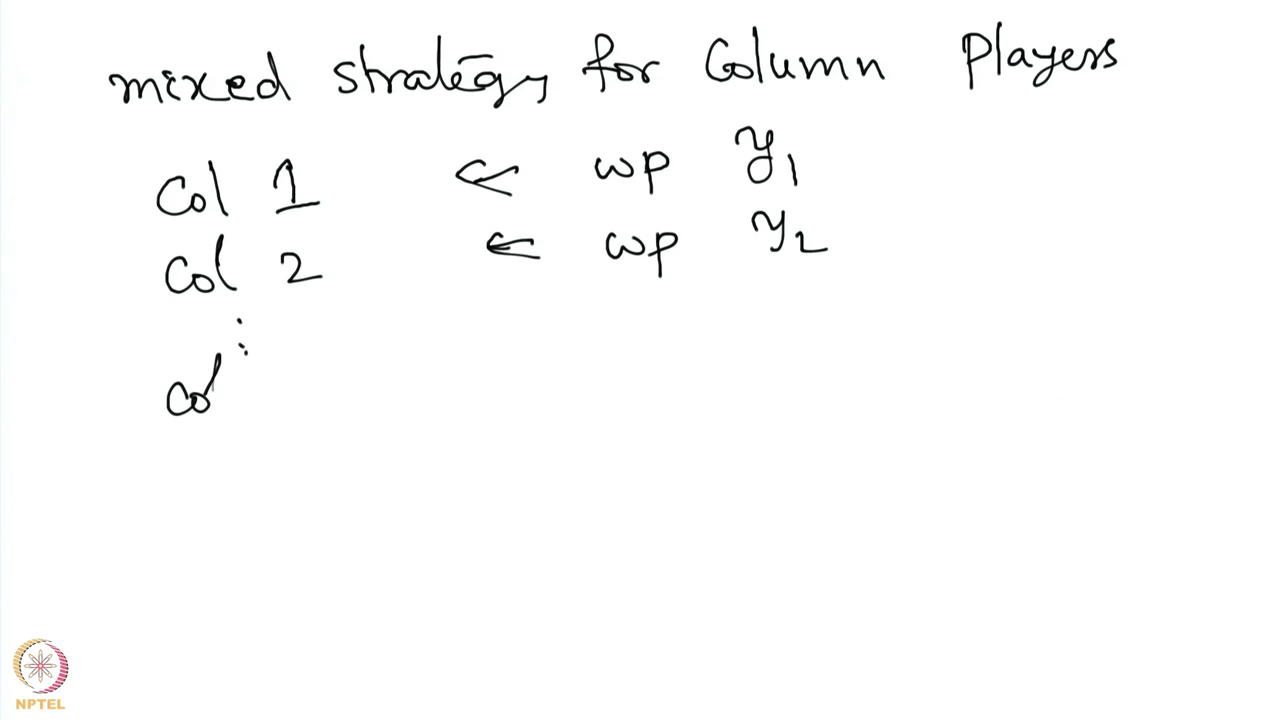 mixed strategy for Column Players
Col 1 ← wp y1
Col 2 ← wp y2
⋮
Col
NPTEL